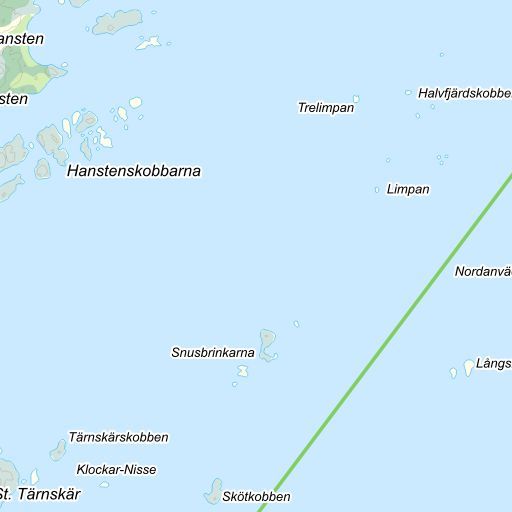 ansten
Halvfjärdskobbe
Trelimpan
sten
Hanstenskobbarna
Limpan
Nordanvä
Snusbrinkarna
Långs
Tärnskärskobben
Klockar-Nisse
St. Tärnskär
Skötkobben